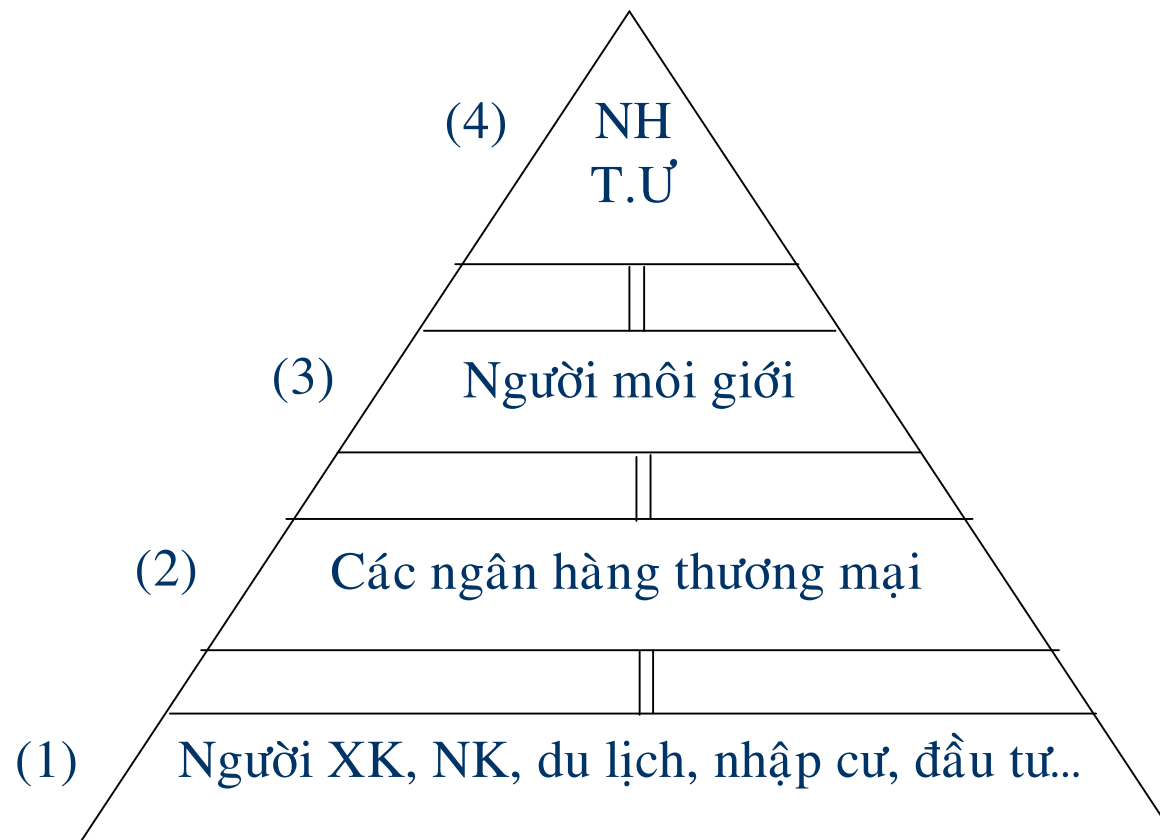 (4) NH
T.Ư
(3) Người môi giới
(2) Các ngân hàng thương mại
(1) Người XK, NK, du lịch, nhập cư, đầu tư...